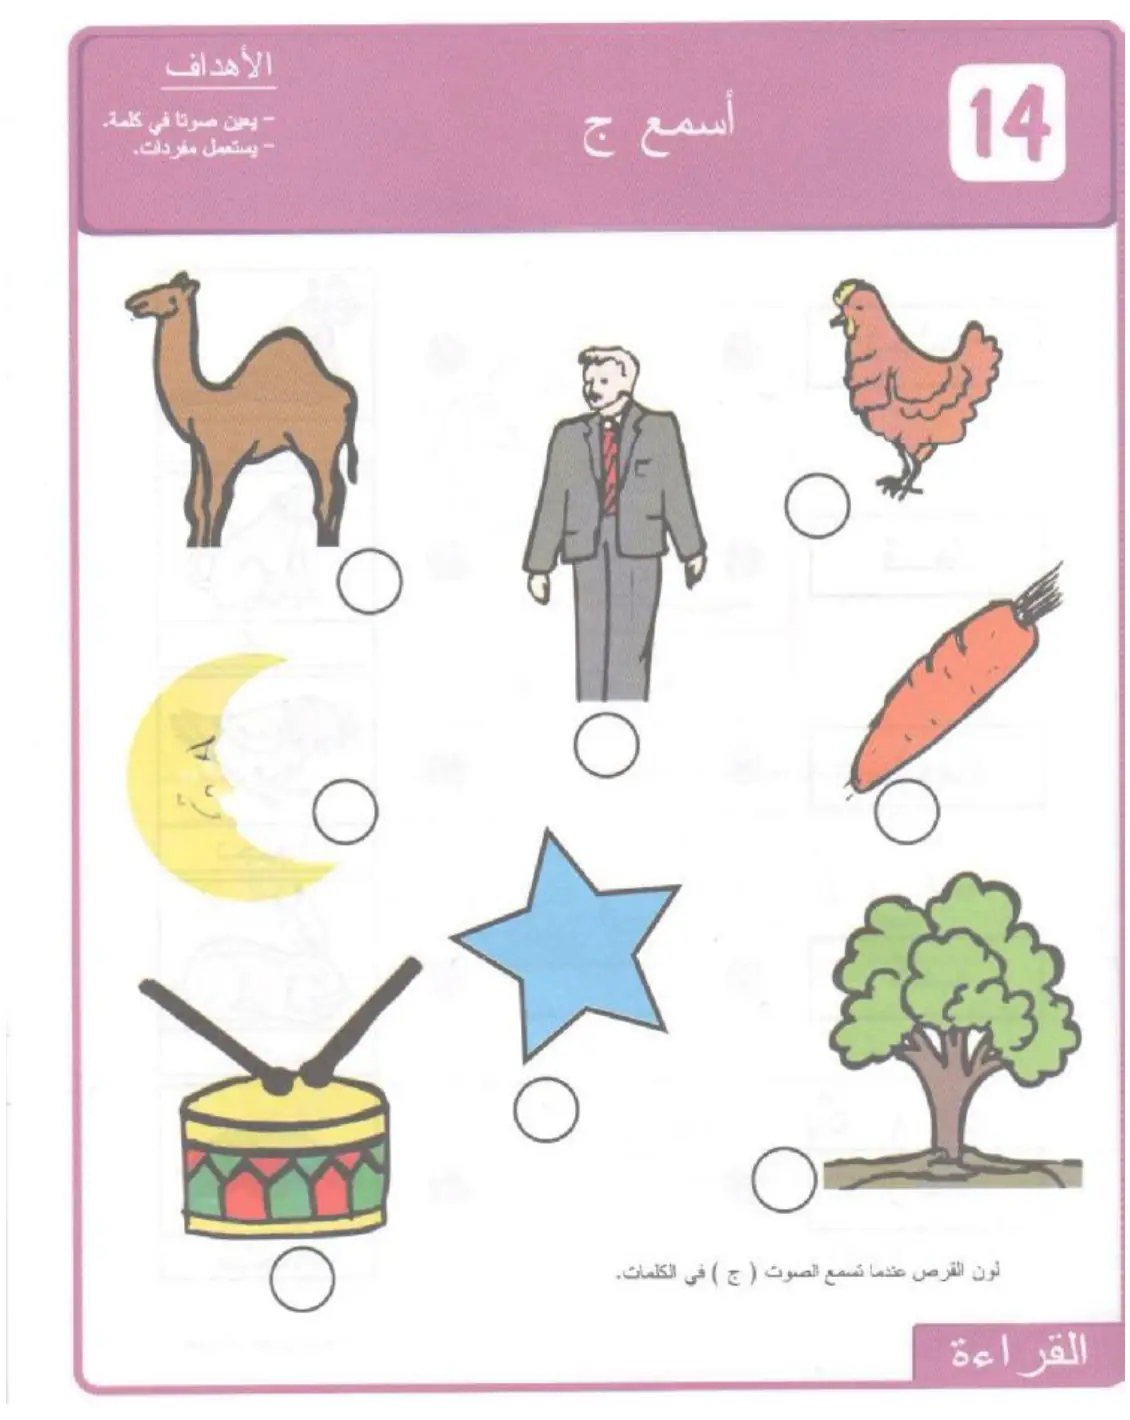 14
أسمع ج
الأهداف
- يعين صوتا في كلمة.
- يستعمل مفردات.
لون القرص عندما تسمع الصوت ( ج ) في الكلمات.
القراءة